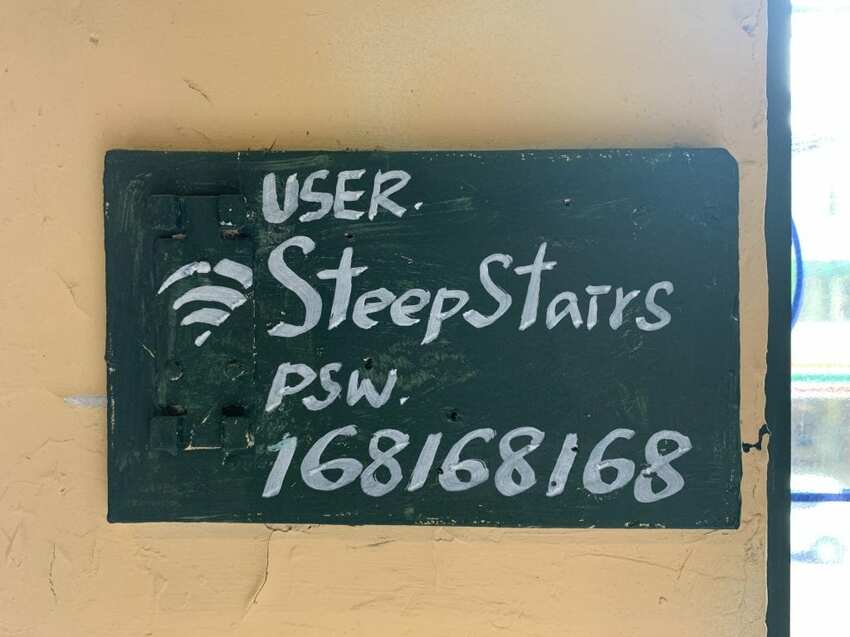 USER.
SteepStairs
PSW.
168168168